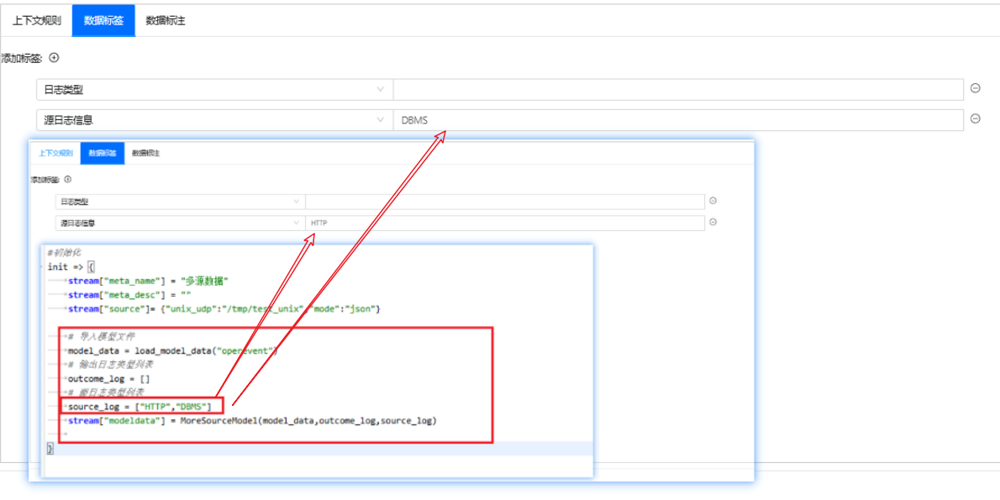 上下文规则 数据标签 数据标注
添加标签:
日志类型
源日志信息 DBMS
上下文规则 数据标签 数据标注
添加标签:
日志类型
源日志信息 HTTP
#初始化
init => {
stream["meta_name"] = "多源数据"
stream["meta_desc"] = ""
stream["source"]= {"unix_udp":"/tmp/test_unix","mode":"json"}
# 导入模型文件
model_data = load_model_data("openevent")
# 输出日志类型列表
outcome_log = []
# 源日志类型列表
source_log = ["HTTP","DBMS"]
stream["modeldata"] = MoreSourceModel(model_data,outcome_log,source_log)
}